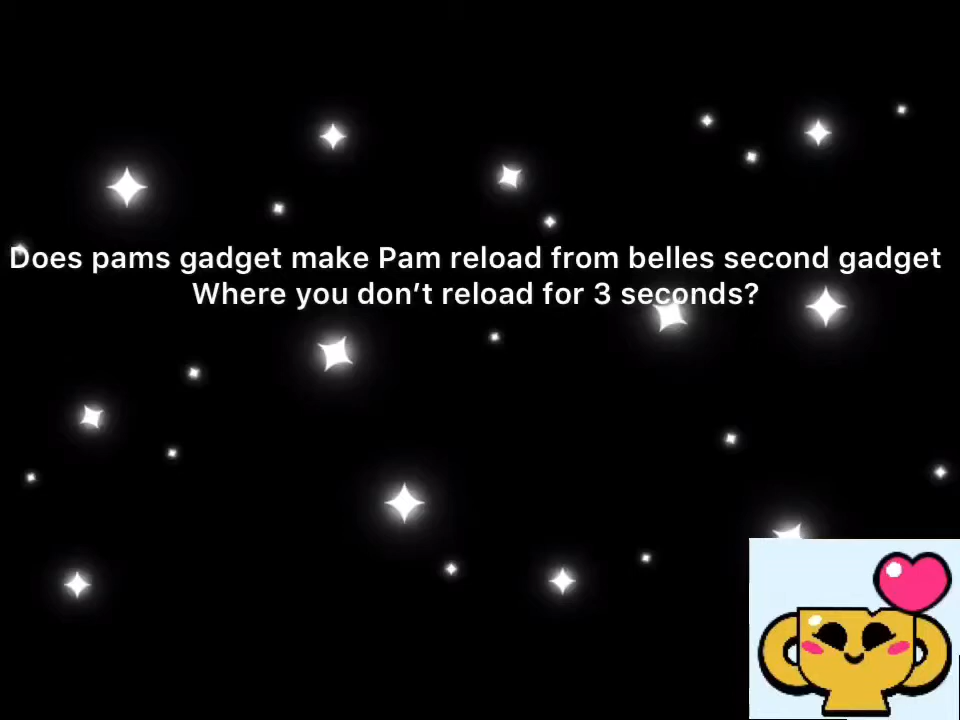 Does pams gadget make Pam reload from belles second gadget
Where you don’t reload for 3 seconds?